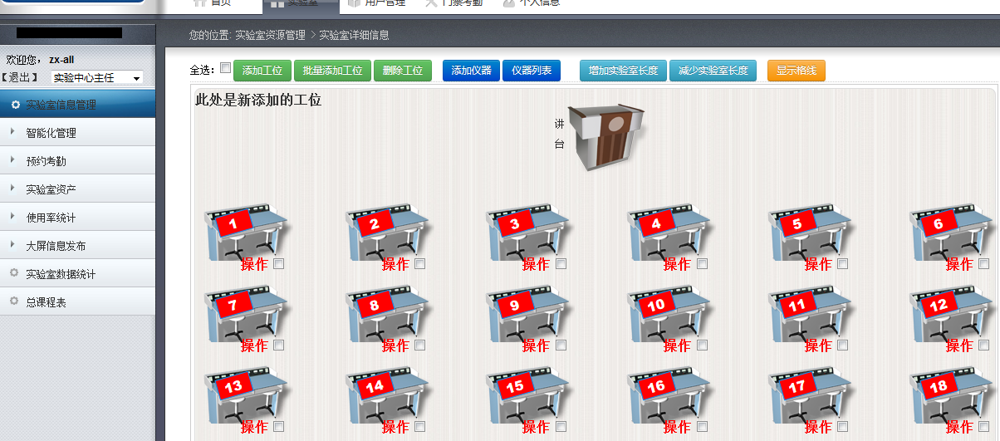 首页 实验室 用户管理 门禁考勤 个人信息
您的位置: 实验室资源管理 > 实验室详细信息
欢迎您， zx-all
【退出】 实验中心主任
实验室信息管理
智能化管理
预约考勤
实验室资产
使用率统计
大屏信息发布
实验室数据统计
总课程表
全选: 添加工位 批量添加工位 删除工位 添加仪器 仪器列表 增加实验室长度 减少实验室长度 显示格线
此处是新添加的工位
讲
台
1 2 3 4 5 6
操作 操作 操作 操作 操作 操作
7 8 9 10 11 12
操作 操作 操作 操作 操作 操作
13 14 15 16 17 18
操作 操作 操作 操作 操作 操作